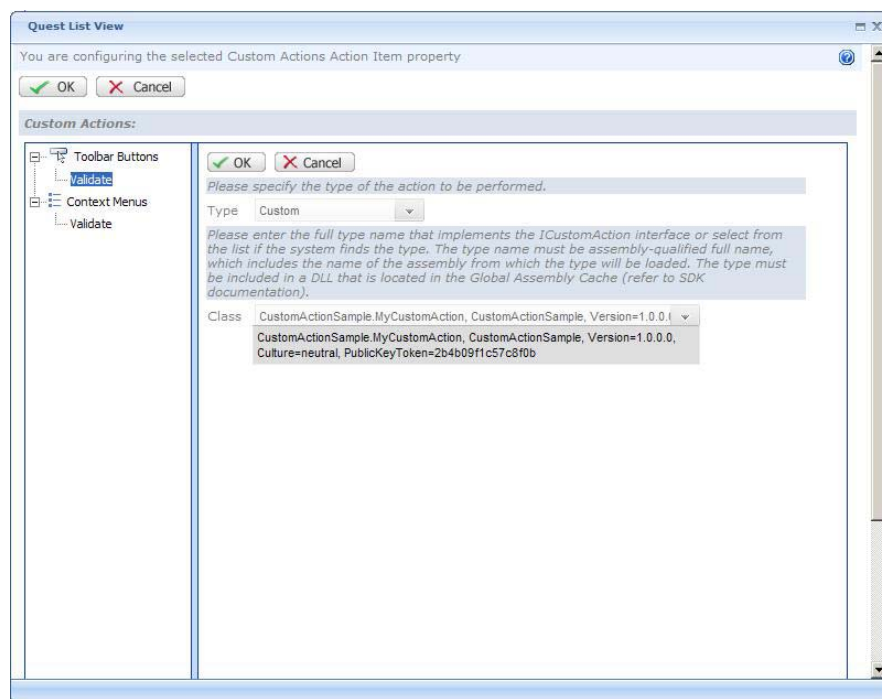 Quest List View
You are configuring the selected Custom Actions Action Item property
OK Cancel
Custom Actions:
Toolbar Buttons
Validate
Context Menus
Validate
OK Cancel
Please specify the type of the action to be performed.
Type Custom
Please enter the full type name that implements the ICustomAction interface or select from
the list if the system finds the type. The type name must be assembly-qualified full name,
which includes the name of the assembly from which the type will be loaded. The type must
be included in a DLL that is located in the Global Assembly Cache (refer to SDK
documentation).
Class CustomActionSample.MyCustomAction, CustomActionSample, Version=1.0.0.
CustomActionSample.MyCustomAction, CustomActionSample, Version=1.0.0.0,
Culture=neutral, PublicKeyToken=2b4b09f1c57c8f0b